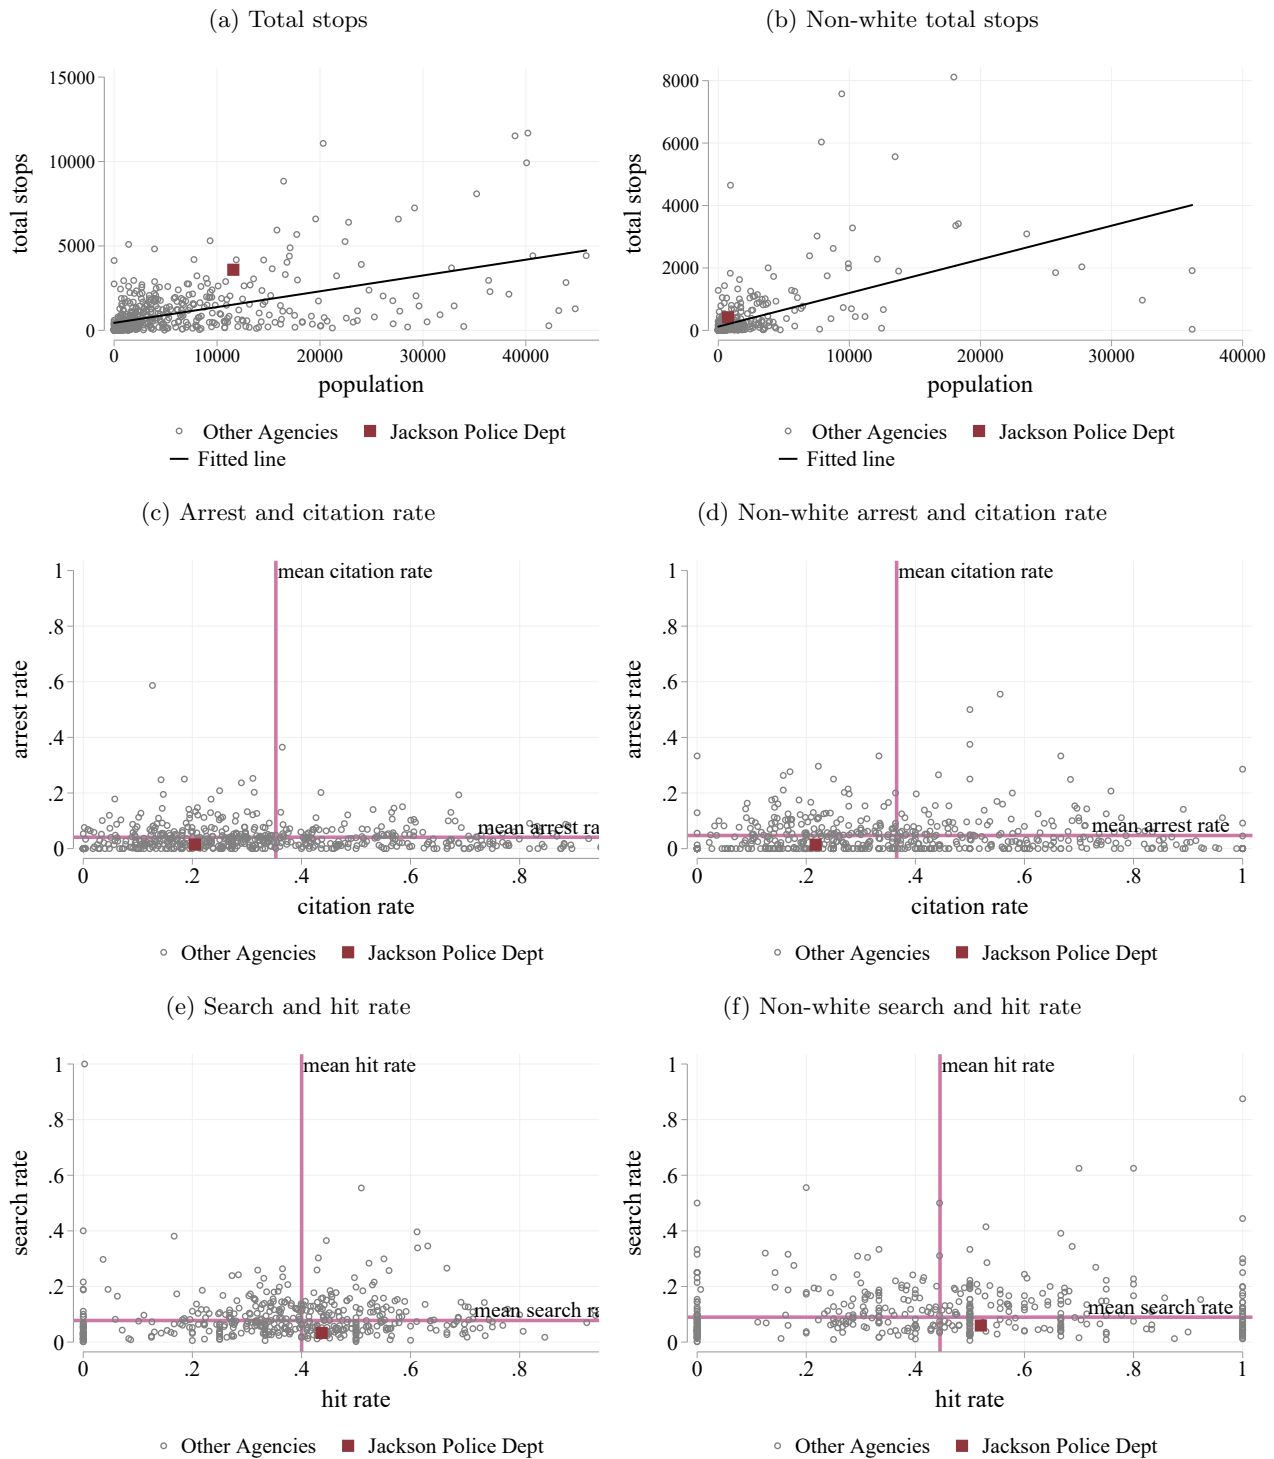 (a) Total stops
(b) Non-white total stops
15000
10000
5000
0
total stops
0 10000 20000 30000 40000
population
Other Agencies Jackson Police Dept
Fitted line
8000
6000
4000
2000
0
total stops
0 10000 20000 30000 40000
population
Other Agencies Jackson Police Dept
Fitted line
(c) Arrest and citation rate
(d) Non-white arrest and citation rate
1
.8
.6
.4
.2
0
arrest rate
mean citation rate
mean arrest ra
0 .2 .4 .6 .8
citation rate
Other Agencies Jackson Police Dept
1
.8
.6
.4
.2
0
arrest rate
mean citation rate
mean arrest rate
0 .2 .4 .6 .8 1
citation rate
Other Agencies Jackson Police Dept
(e) Search and hit rate
(f) Non-white search and hit rate
1
.8
.6
.4
.2
0
search rate
mean hit rate
mean search ra
0 .2 .4 .6 .8
hit rate
Other Agencies Jackson Police Dept
1
.8
.6
.4
.2
0
search rate
mean hit rate
mean search rate
0 .2 .4 .6 .8 1
hit rate
Other Agencies Jackson Police Dept